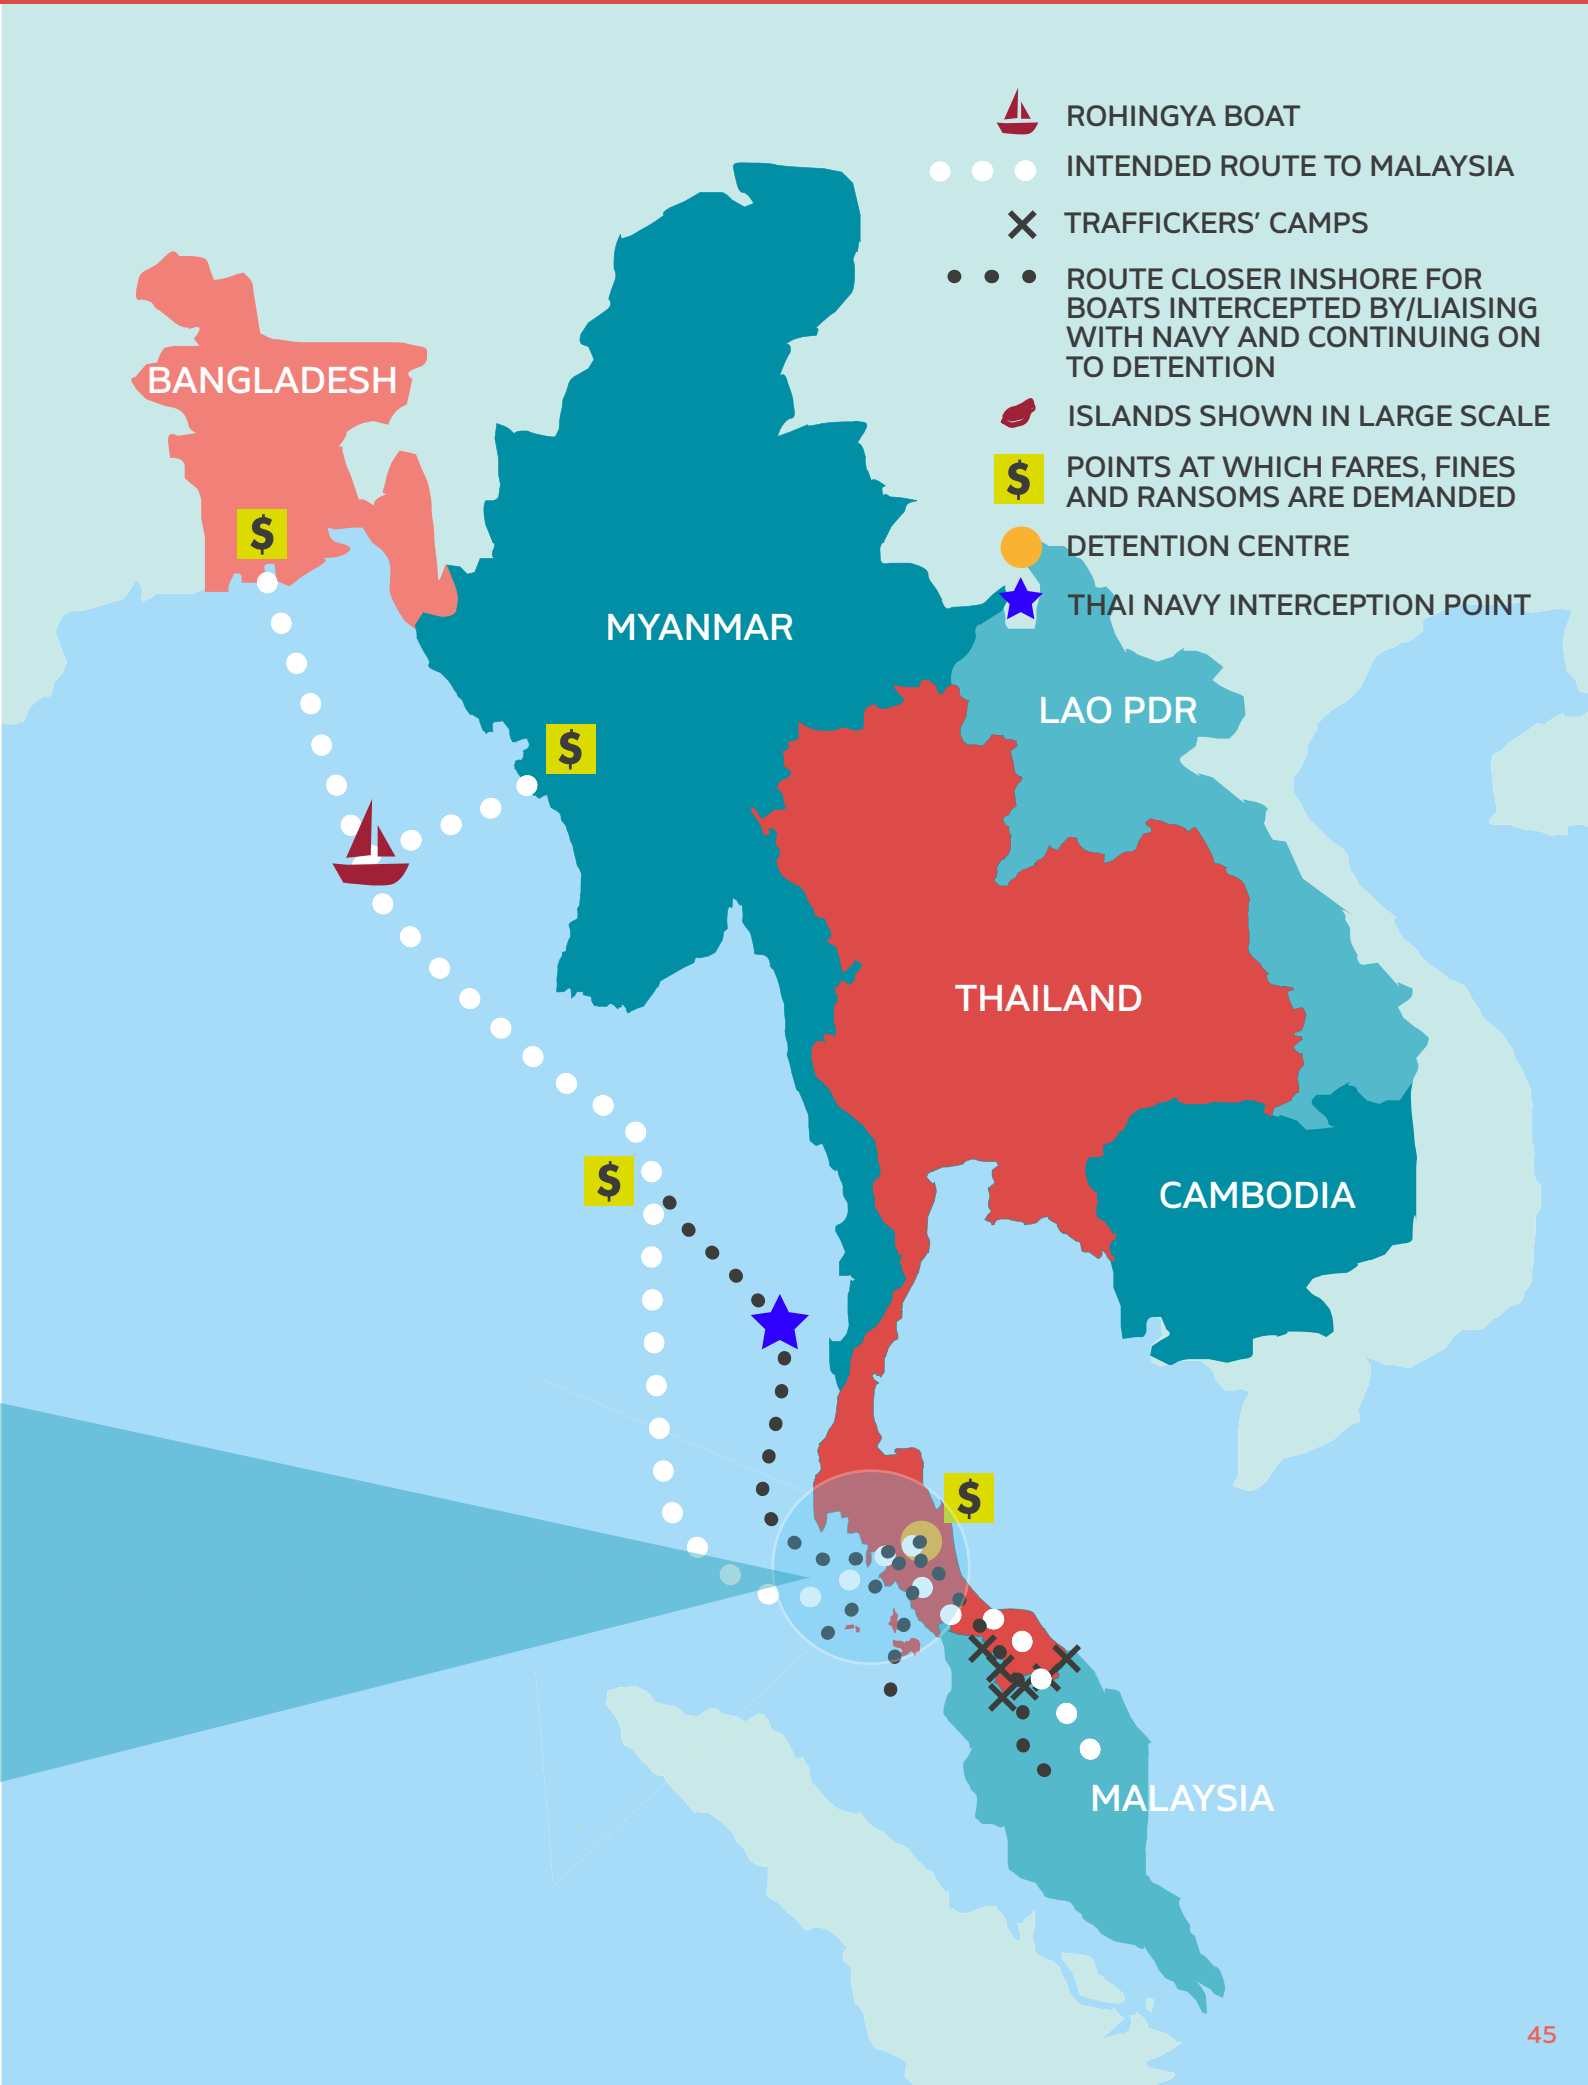 ROHINGYA BOAT
INTENDED ROUTE TO MALAYSIA
TRAFFICKERS’ CAMPS
ROUTE CLOSER INSHORE FOR
BOATS INTERCEPTED BY/LIAISING
WITH NAVY AND CONTINUING ON
TO DETENTION
ISLANDS SHOWN IN LARGE SCALE
$
POINTS AT WHICH FARES, FINES
AND RANSOMS ARE DEMANDED
DETENTION CENTRE
THAI NAVY INTERCEPTION POINT
BANGLADESH
$
MYANMAR
LAO PDR
$
THAILAND
$
CAMBODIA
$
MALAYSIA
45